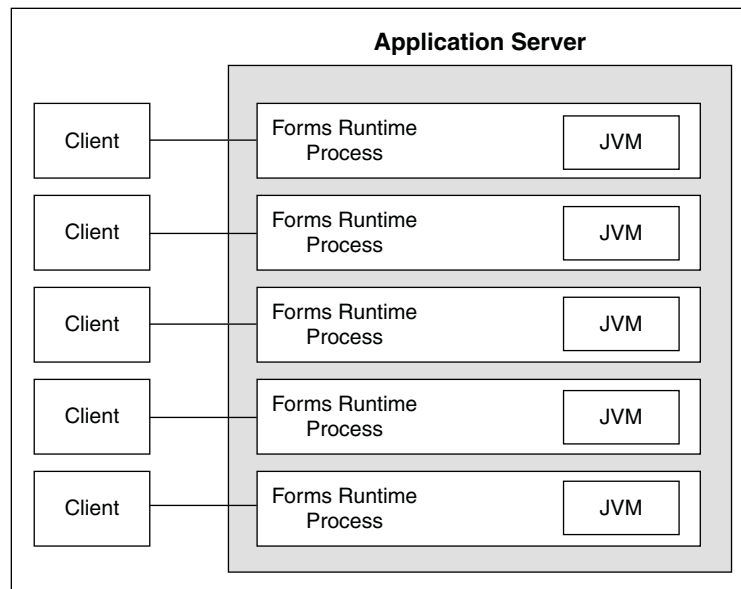 Application Server
Client
Forms Runtime
Process
JVM
Client
Forms Runtime
Process
JVM
Client
Forms Runtime
Process
JVM
Client
Forms Runtime
Process
JVM
Client
Forms Runtime
Process
JVM